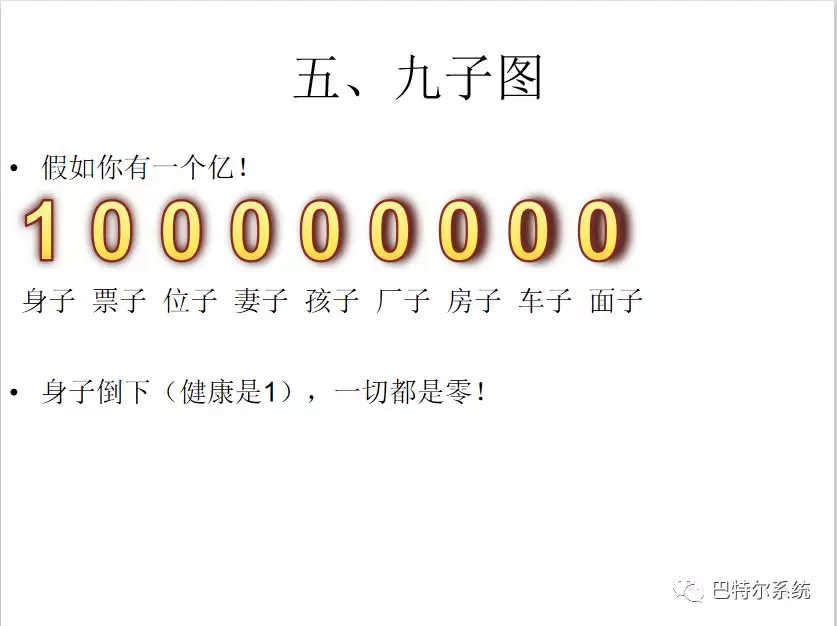 五、九子图
• 假如你有一个亿！
1 0 0 0 0 0 0 0 0
身子 票子 位子 妻子 孩子 厂子 房子 车子 面子
• 身子倒下（健康是1），一切都是零！
巴特尔系统